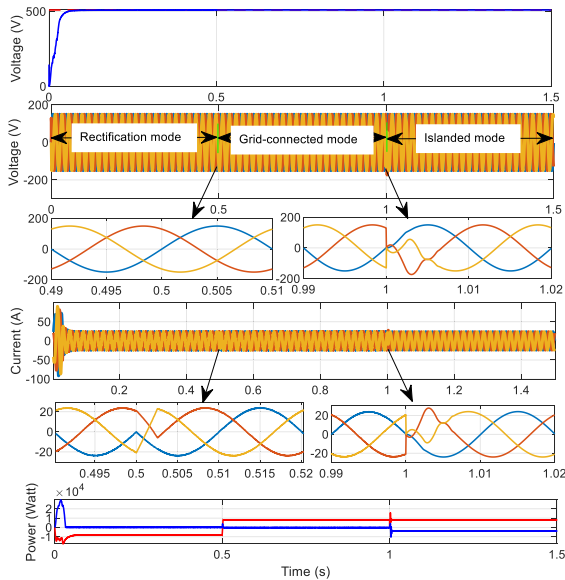 Voltage (V)
500
0
0 0.5 1 1.5
Voltage (V)
200
0
-200
Rectification mode
Grid-connected mode
Islanded mode
0 0.5 1 1.5
200
0
-200
0.49 0.495 0.5 0.505 0.51
200
0
-200
0.99 1 1.01 1.02
Current (A)
50
0
-50
-100
0.2 0.4 0.6 0.8 1 1.2 1.4
20
0
-20
0.495 0.5 0.505 0.51 0.515 0.52
20
0
-20
0.99 1 1.01 1.02
Power (Watt)
×10⁴
2
1
0
-1
0 0.5 1 1.5
Time (s)